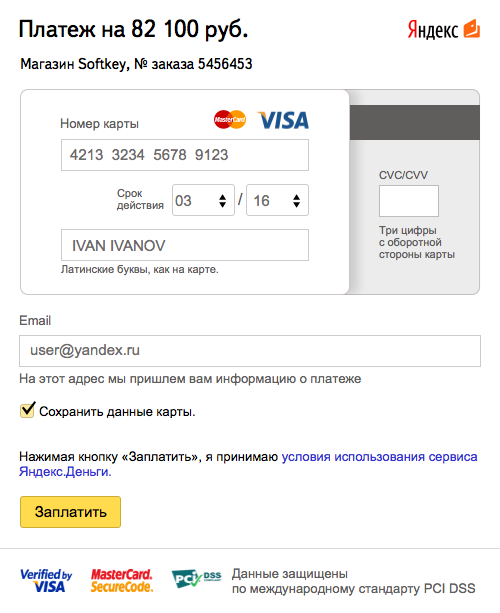 Платеж на 82 100 руб.
Яндекс
Магазин Softkey, № заказа 5456453
Номер карты
MasterCard
VISA
4213 3234 5678 9123
Срок
действия
03 / 16
IVAN IVANOV
Латинские буквы, как на карте.
CVC/CVV
Три цифры
с оборотной
стороны карты
Email
user@yandex.ru
На этот адрес мы пришлем вам информацию о платеже
Сохранить данные карты.
Нажимая кнопку «Заплатить», я принимаю условия использования сервиса
Яндекс.Деньги.
Заплатить
Verified by
VISA
MasterCard.
SecureCode.
PCI DSS
COMPLIANT
Данные защищены
по международному стандарту PCI DSS